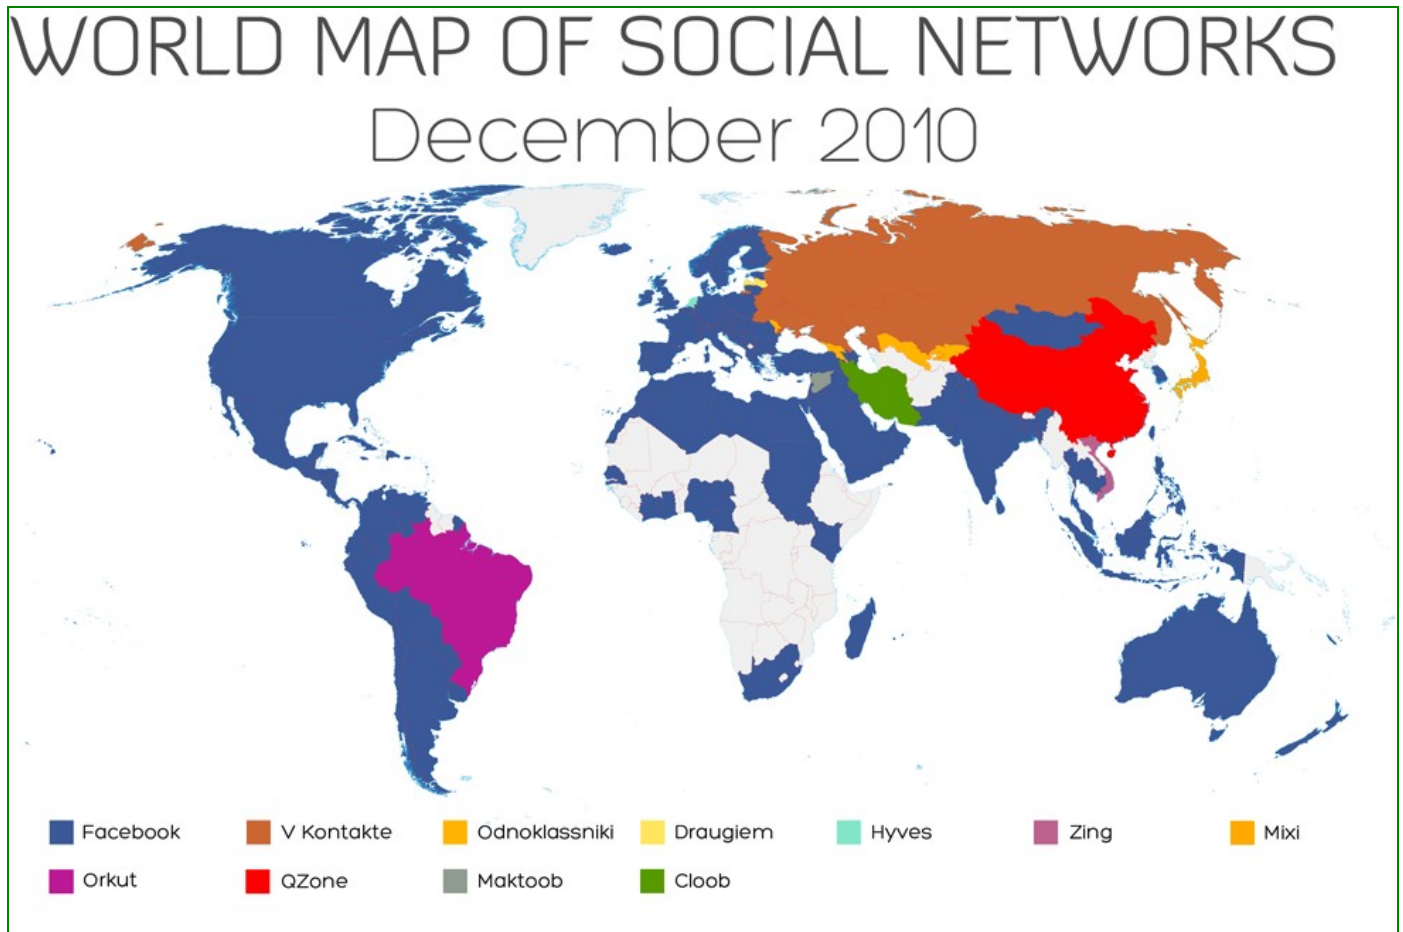 WORLD MAP OF SOCIAL NETWORKS
December 2010
Facebook V Kontakte Odnoklassniki Draugiem Hyves Zing Mixi
Orkut QZone Maktoob Cloob